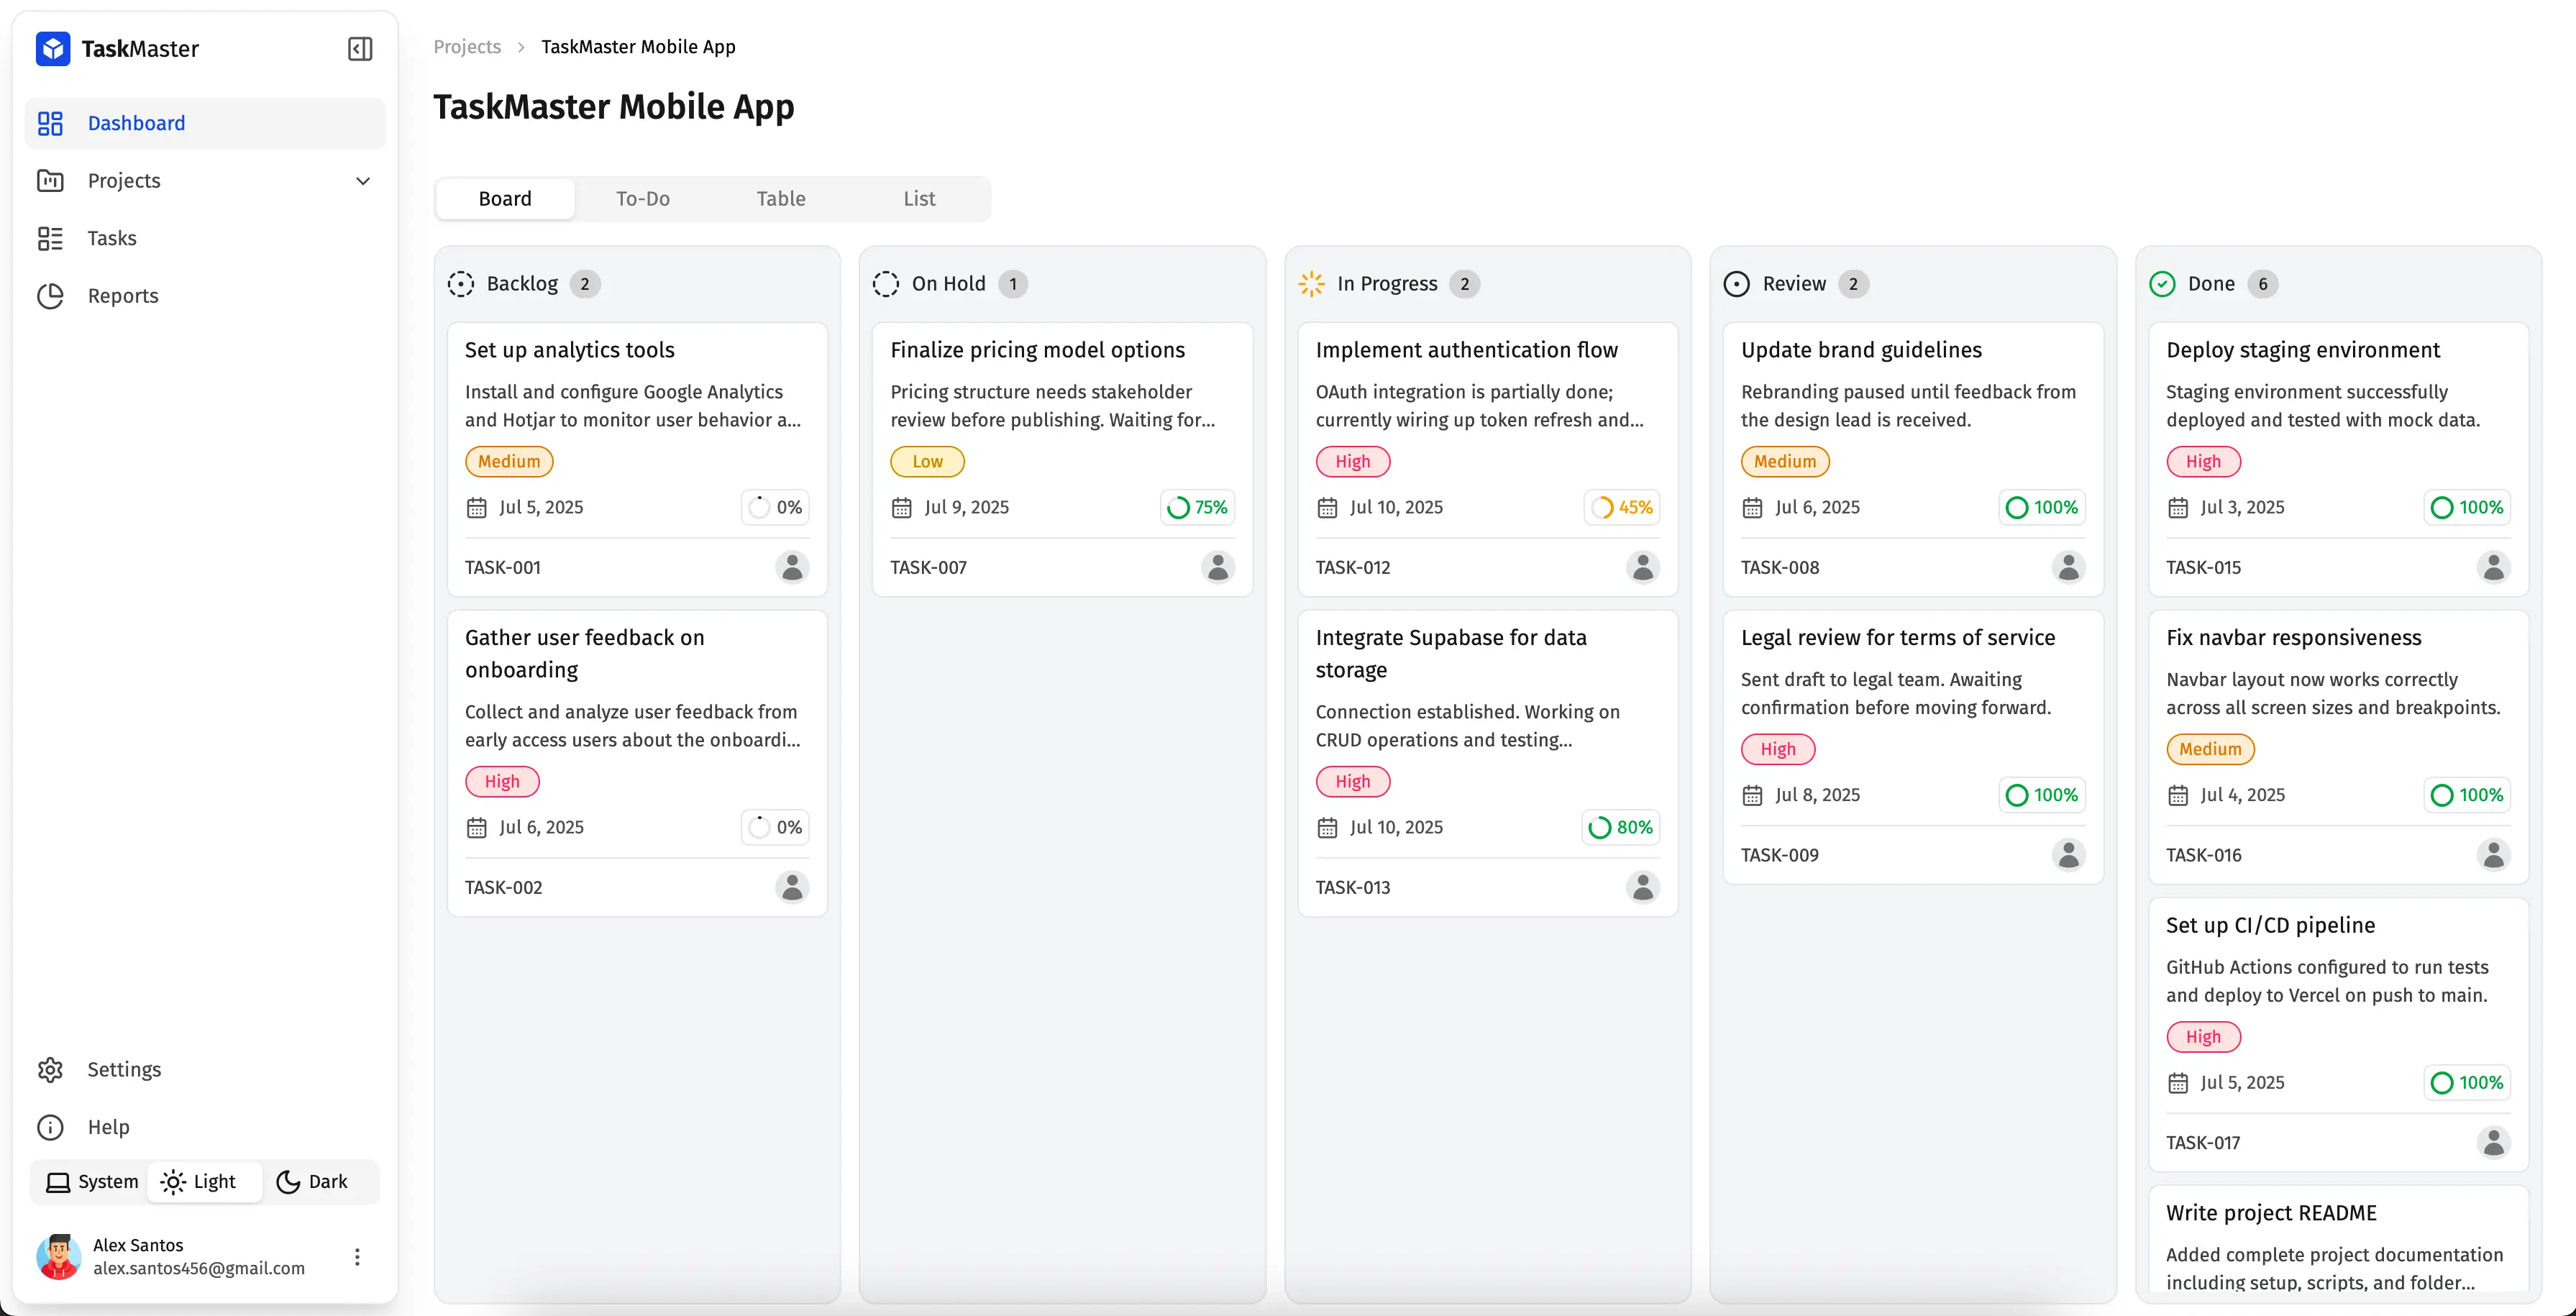 TaskMaster
Dashboard
Projects
Tasks
Reports
Settings
Help
System
Light
Dark
Alex Santos
alex.santos456@gmail.com
Projects > TaskMaster Mobile App
TaskMaster Mobile App
Board
To-Do
Table
List
Backlog 2
Set up analytics tools
Install and configure Google Analytics
and Hotjar to monitor user behavior a...
Medium
Jul 5, 2025 0%
TASK-001
Gather user feedback on
onboarding
Collect and analyze user feedback from
early access users about the onboardi...
High
Jul 6, 2025 0%
TASK-002
On Hold 1
Finalize pricing model options
Pricing structure needs stakeholder
review before publishing. Waiting for...
Low
Jul 9, 2025 75%
TASK-007
In Progress 2
Implement authentication flow
OAuth integration is partially done;
currently wiring up token refresh and...
High
Jul 10, 2025 45%
TASK-012
Integrate Supabase for data
storage
Connection established. Working on
CRUD operations and testing...
High
Jul 10, 2025 80%
TASK-013
Review 2
Update brand guidelines
Rebranding paused until feedback from
the design lead is received.
Medium
Jul 6, 2025 100%
TASK-008
Legal review for terms of service
Sent draft to legal team. Awaiting
confirmation before moving forward.
High
Jul 8, 2025 100%
TASK-009
Done 6
Deploy staging environment
Staging environment successfully
deployed and tested with mock data.
High
Jul 3, 2025 100%
TASK-015
Fix navbar responsiveness
Navbar layout now works correctly
across all screen sizes and breakpoints.
Medium
Jul 4, 2025 100%
TASK-016
Set up CI/CD pipeline
GitHub Actions configured to run tests
and deploy to Vercel on push to main.
High
Jul 5, 2025 100%
TASK-017
Write project README
Added complete project documentation
including setup, scripts, and folder...